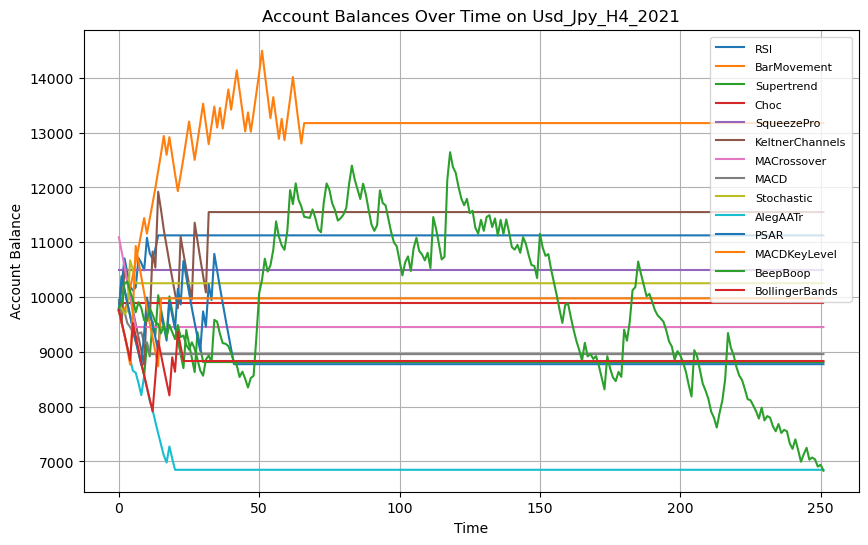 Account Balances Over Time on Usd_Jpy_H4_2021
Account Balance
14000
13000
12000
11000
10000
9000
8000
7000
RSI
BarMovement
Supertrend
Choc
SqueezePro
KeltnerChannels
MACrossover
MACD
Stochastic
AlegAATr
PSAR
MACDKeyLevel
BeepBoop
BollingerBands
0 50 100 150 200 250
Time